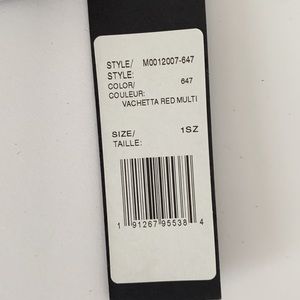 STYLE/ M0012007-647
STYLE:
COLOR/ 647
COULEUR:
VACHETTA RED MULTI
SIZE/ 1SZ
TAILLE:
1 91267 95538 4